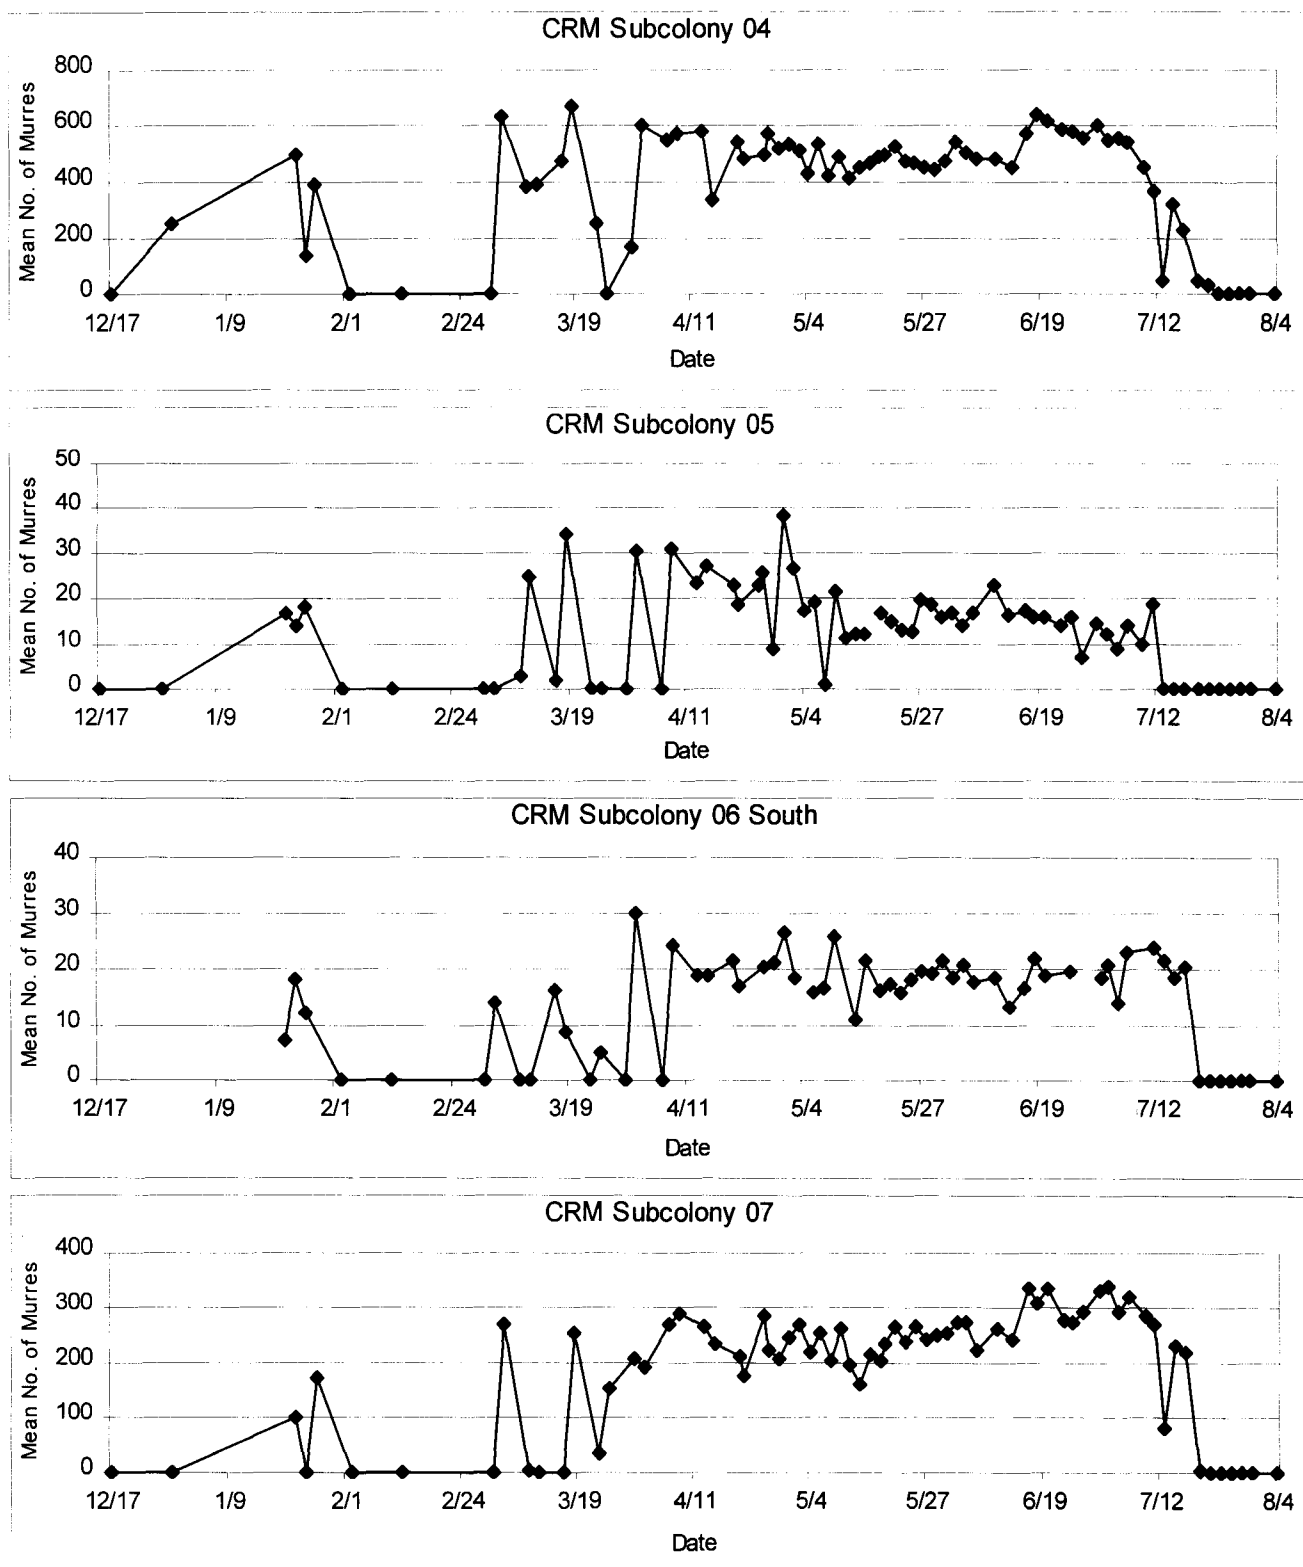 CRM Subcolony 04
Mean No. of Murres
800
600
400
200
0
12/17 1/9 2/1 2/24 3/19 4/11 5/4 5/27 6/19 7/12 8/4
Date
CRM Subcolony 05
Mean No. of Murres
50
40
30
20
10
0
12/17 1/9 2/1 2/24 3/19 4/11 5/4 5/27 6/19 7/12 8/4
Date
CRM Subcolony 06 South
Mean No. of Murres
40
30
20
10
0
12/17 1/9 2/1 2/24 3/19 4/11 5/4 5/27 6/19 7/12 8/4
Date
CRM Subcolony 07
Mean No. of Murres
400
300
200
100
0
12/17 1/9 2/1 2/24 3/19 4/11 5/4 5/27 6/19 7/12 8/4
Date